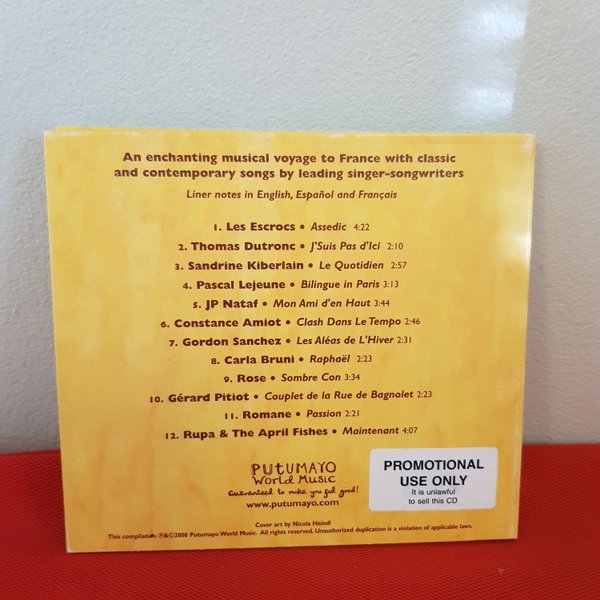 An enchanting musical voyage to France with classic
and contemporary songs by leading singer-songwriters
Liner notes in English, Español and Français
1. Les Escrocs • Assedic 4:22
2. Thomas Dutronc • J'Suis Pas d'Ici 2:10
3. Sandrine Kiberlain • Le Quotidien 2:57
4. Pascal Lejeune • Bilingue in Paris 3:13
5. JP Nataf • Mon Ami d'en Haut 3:44
6. Constance Amiot • Clash Dans Le Tempo 2:46
7. Gordon Sanchez • Les Aléas de L'Hiver 2:31
8. Carla Bruni • Raphaël 2:23
9. Rose • Sombre Con 3:34
10. Gérard Pitiot • Couplet de la Rue de Bagnolet 2:23
11. Romane • Passion 2:21
12. Rupa & The April Fishes • Maintenant 4:07
PUTUMAYO
World Music
Guaranteed to make you feel good!
www.putumayo.com
PROMOTIONAL
USE ONLY
It is unlawful
to sell this CD
Cover art by Nicola Heindl
This compilation ℗&©2008 Putumayo World Music. All rights reserved. Unauthorized duplication is a violation of applicable laws.